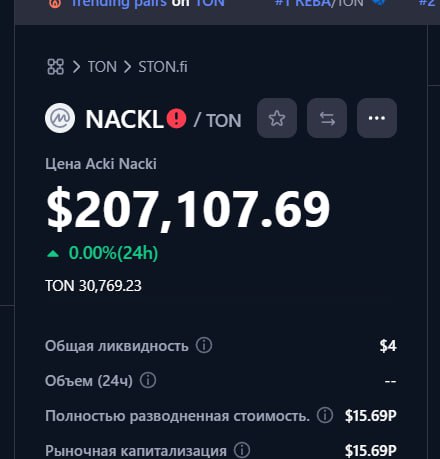 Trending pairs on TON #1 REBA/TON #2
TON > STON.fi
NACKL ! / TON
Цена Acki Nacki
$207,107.69
0.00%(24h)
TON 30,769.23
Общая ликвидность $4
Объем (24ч) --
Полностью разводненная стоимость. $15.69P
Рыночная капитализация $15.69P